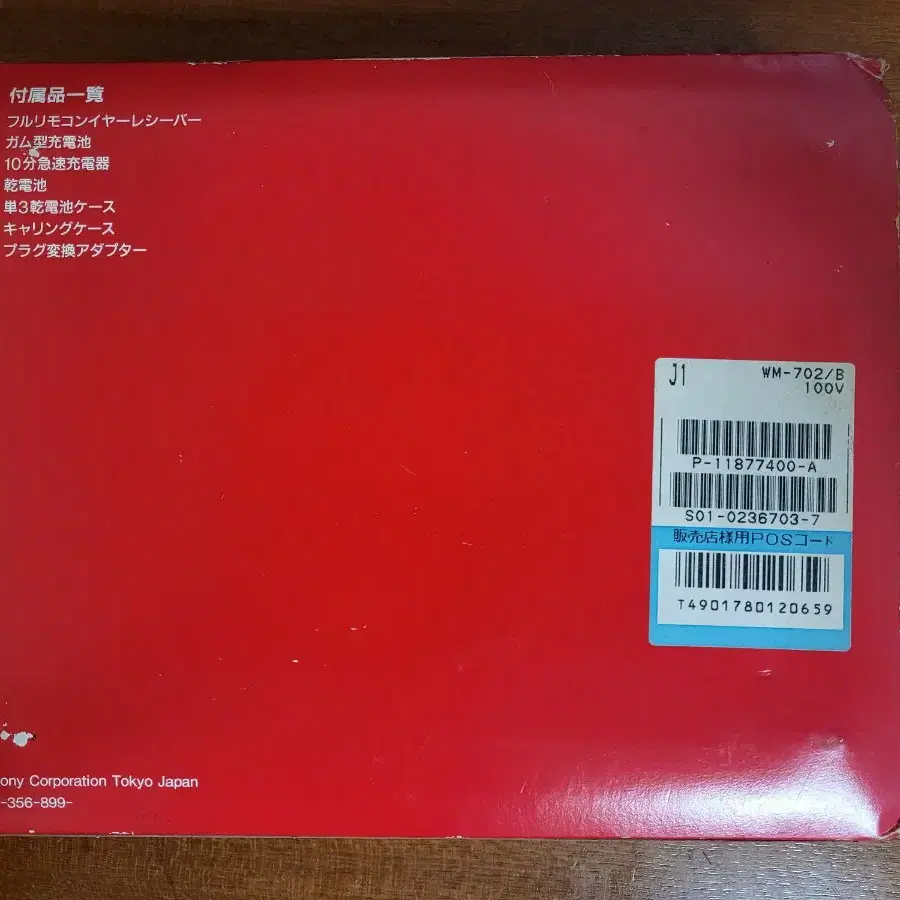 付属品一覧
フルリモコンイヤーレシーバー
ガム型充電池
10分急速充電器
乾電池
単3乾電池ケース
キャリングケース
プラグ変換アダプター
J1
WM-702/B
100V
P-11877400-A
S01-0236703-7
販売店様用POSコード
T4901780120659
ony Corporation Tokyo Japan
-356-899-